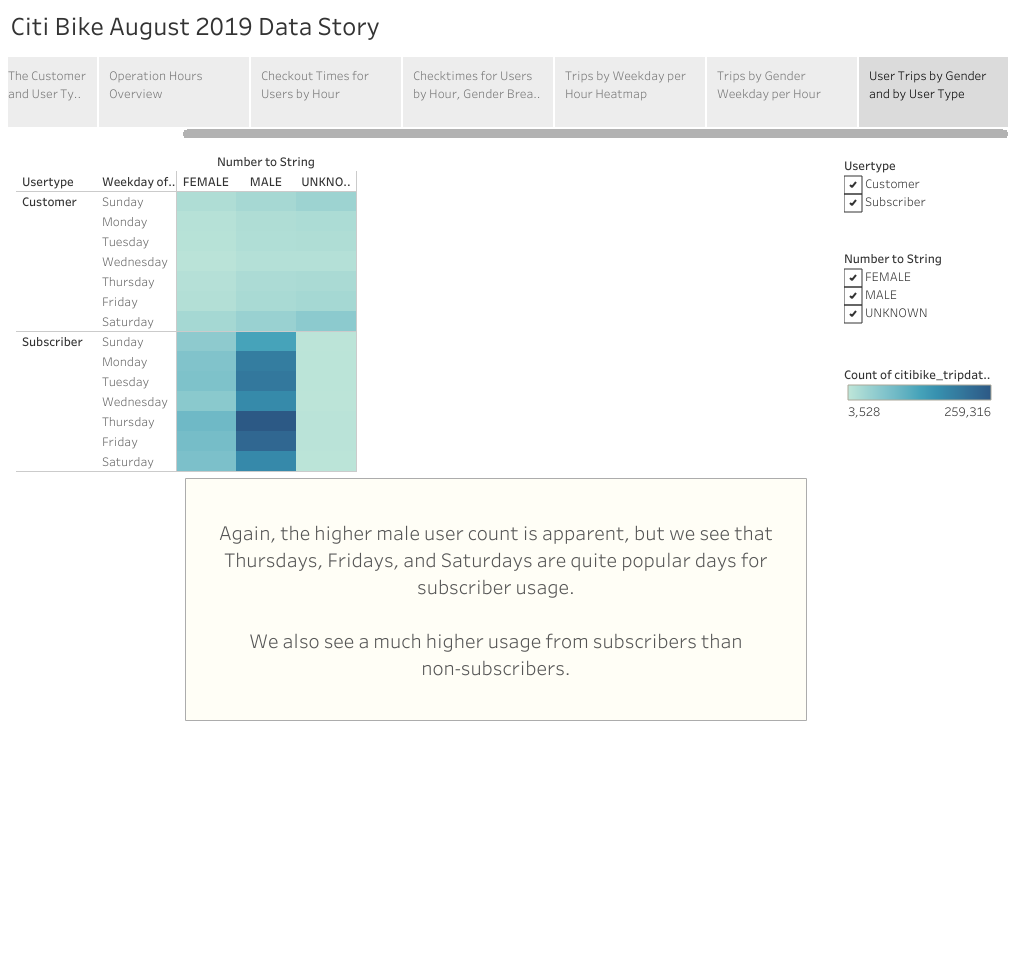 Citi Bike August 2019 Data Story
The Customer
and User Ty..
Operation Hours
Overview
Checkout Times for
Users by Hour
Checktimes for Users
by Hour, Gender Brea..
Trips by Weekday per
Hour Heatmap
Trips by Gender
Weekday per Hour
User Trips by Gender
and by User Type
Number to String
Usertype Weekday of.. FEMALE MALE UNKNO..
Customer Sunday
Monday
Tuesday
Wednesday
Thursday
Friday
Saturday
Subscriber Sunday
Monday
Tuesday
Wednesday
Thursday
Friday
Saturday
Usertype
Customer
Subscriber
Number to String
FEMALE
MALE
UNKNOWN
Count of citibike_tripdat..
3,528 259,316
Again, the higher male user count is apparent, but we see that
Thursdays, Fridays, and Saturdays are quite popular days for
subscriber usage.
We also see a much higher usage from subscribers than
non-subscribers.